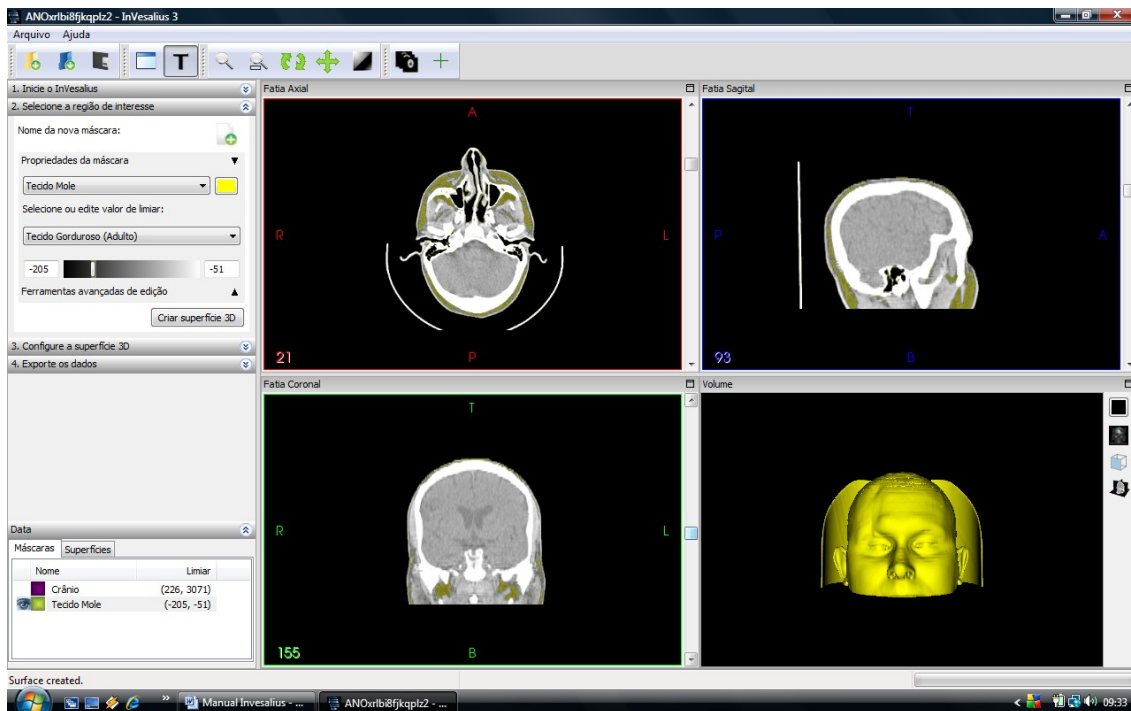 ANOxrlbi8fjkqplz2 - InVesalius 3
Arquivo Ajuda
T
1. Inicie o InVesalius
2. Selecione a região de interesse
Nome da nova máscara:
Propriedades da máscara
Tecido Mole
Selecione ou edite valor de limiar:
Tecido Gorduroso (Adulto)
-205 -51
Ferramentas avançadas de edição
Criar superfície 3D
3. Configure a superfície 3D
4. Exporte os dados
Fatia Axial
A
R L
21 P
Fatia Sagital
T
P A
93 B
Fatia Coronal
T
R L
155 B
Volume
Data
Máscaras Superfícies
Nome Limiar
Crânio (226, 3071)
Tecido Mole (-205, -51)
Surface created.
» Manual Invesalius - ... ANOxrlbi8fjkqplz2 - ... < 09:33